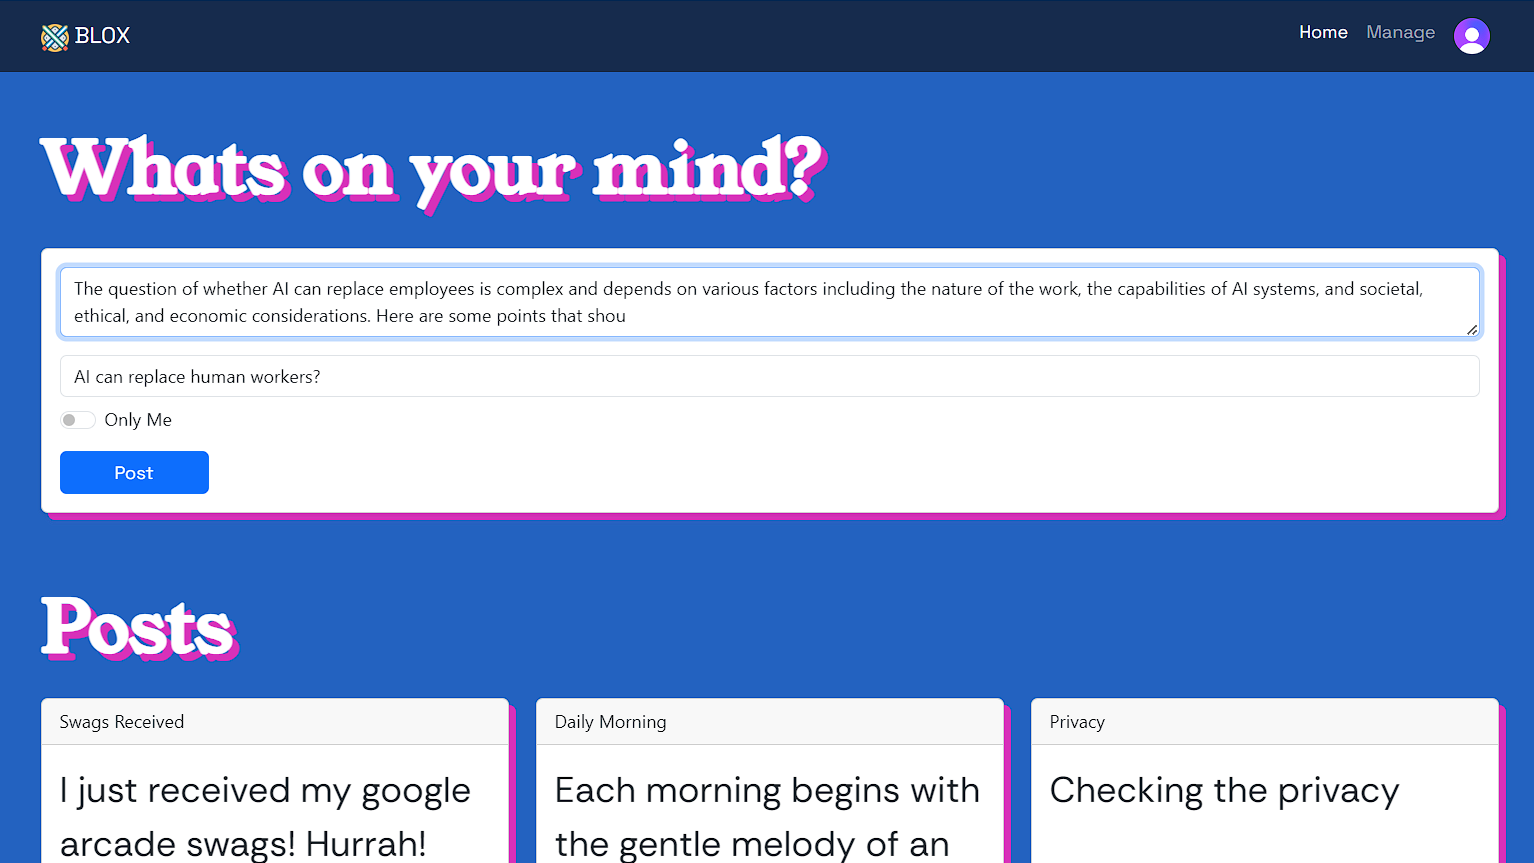 BLOX
Home Manage
Whats on your mind?
The question of whether AI can replace employees is complex and depends on various factors including the nature of the work, the capabilities of AI systems, and societal,
ethical, and economic considerations. Here are some points that shou
AI can replace human workers?
Only Me
Post
Posts
Swags Received
I just received my google
arcade swags! Hurrah!
Daily Morning
Each morning begins with
the gentle melody of an
Privacy
Checking the privacy